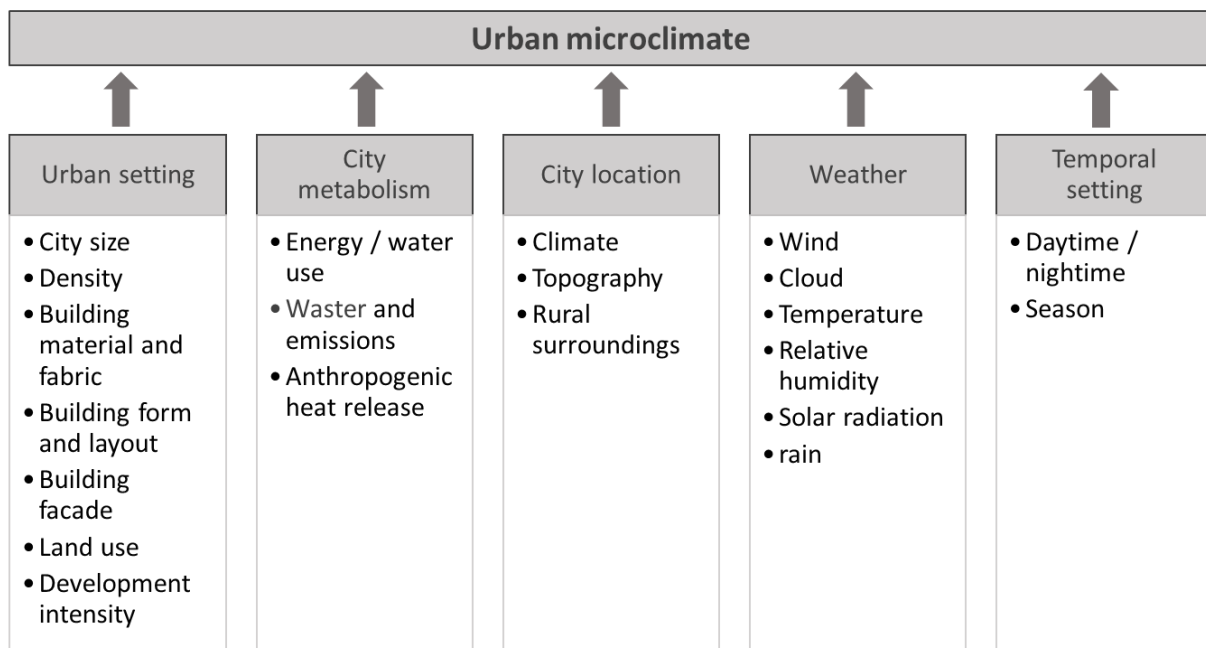 Urban microclimate
Urban setting
City
metabolism
City location
Weather
Temporal
setting
• City size
• Density
• Building
material and
fabric
• Building form
and layout
• Building
facade
• Land use
• Development
intensity
• Energy / water
use
• Waster and
emissions
• Anthropogenic
heat release
• Climate
• Topography
• Rural
surroundings
• Wind
• Cloud
• Temperature
• Relative
humidity
• Solar radiation
• rain
• Daytime /
nightime
• Season